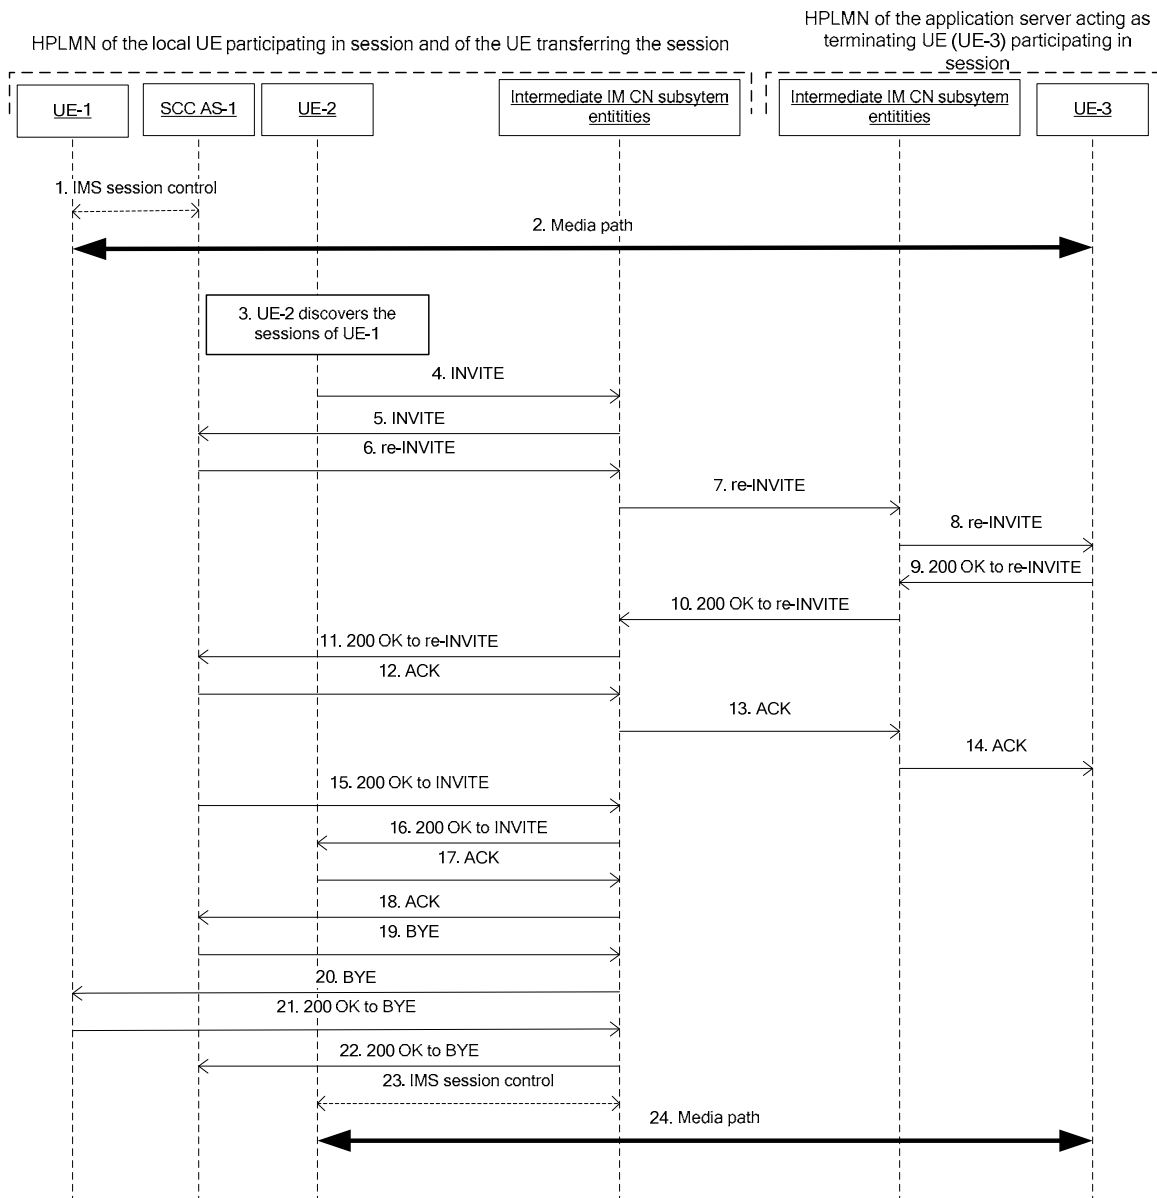 HPLMN of the local UE participating in session and of the UE transferring the session
HPLMN of the application server acting as
terminating UE (UE-3) participating in
session
UE-1
SCC AS-1
UE-2
Intermediate IM CN subsytem
entitities
Intermediate IM CN subsytem
entitities
UE-3
1. IMS session control
2. Media path
3. UE-2 discovers the
sessions of UE-1
4. INVITE
5. INVITE
6. re-INVITE
7. re-INVITE
8. re-INVITE
9. 200 OK to re-INVITE
10. 200 OK to re-INVITE
11. 200 OK to re-INVITE
12. ACK
13. ACK
14. ACK
15. 200 OK to INVITE
16. 200 OK to INVITE
17. ACK
18. ACK
19. BYE
20. BYE
21. 200 OK to BYE
22. 200 OK to BYE
23. IMS session control
24. Media path